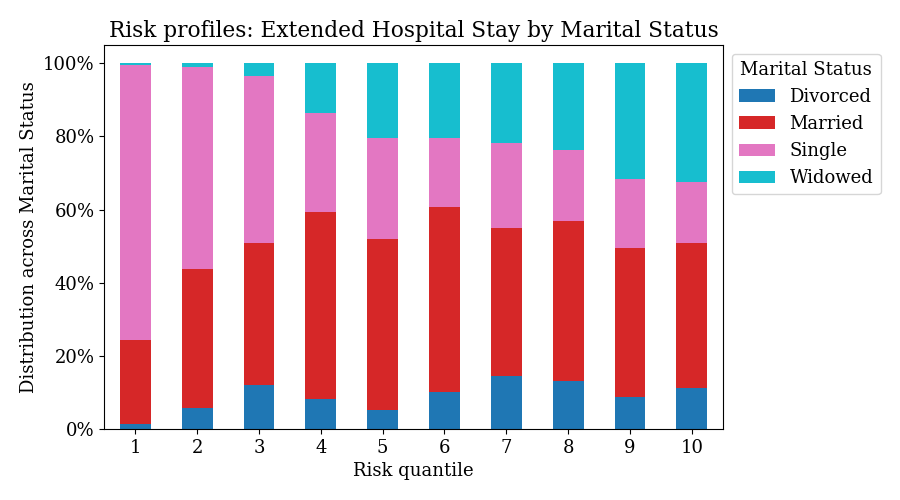 Risk profiles: Extended Hospital Stay by Marital Status
Distribution across Marital Status
100%
80%
60%
40%
20%
0%
1 2 3 4 5 6 7 8 9 10
Risk quantile
Marital Status
Divorced
Married
Single
Widowed